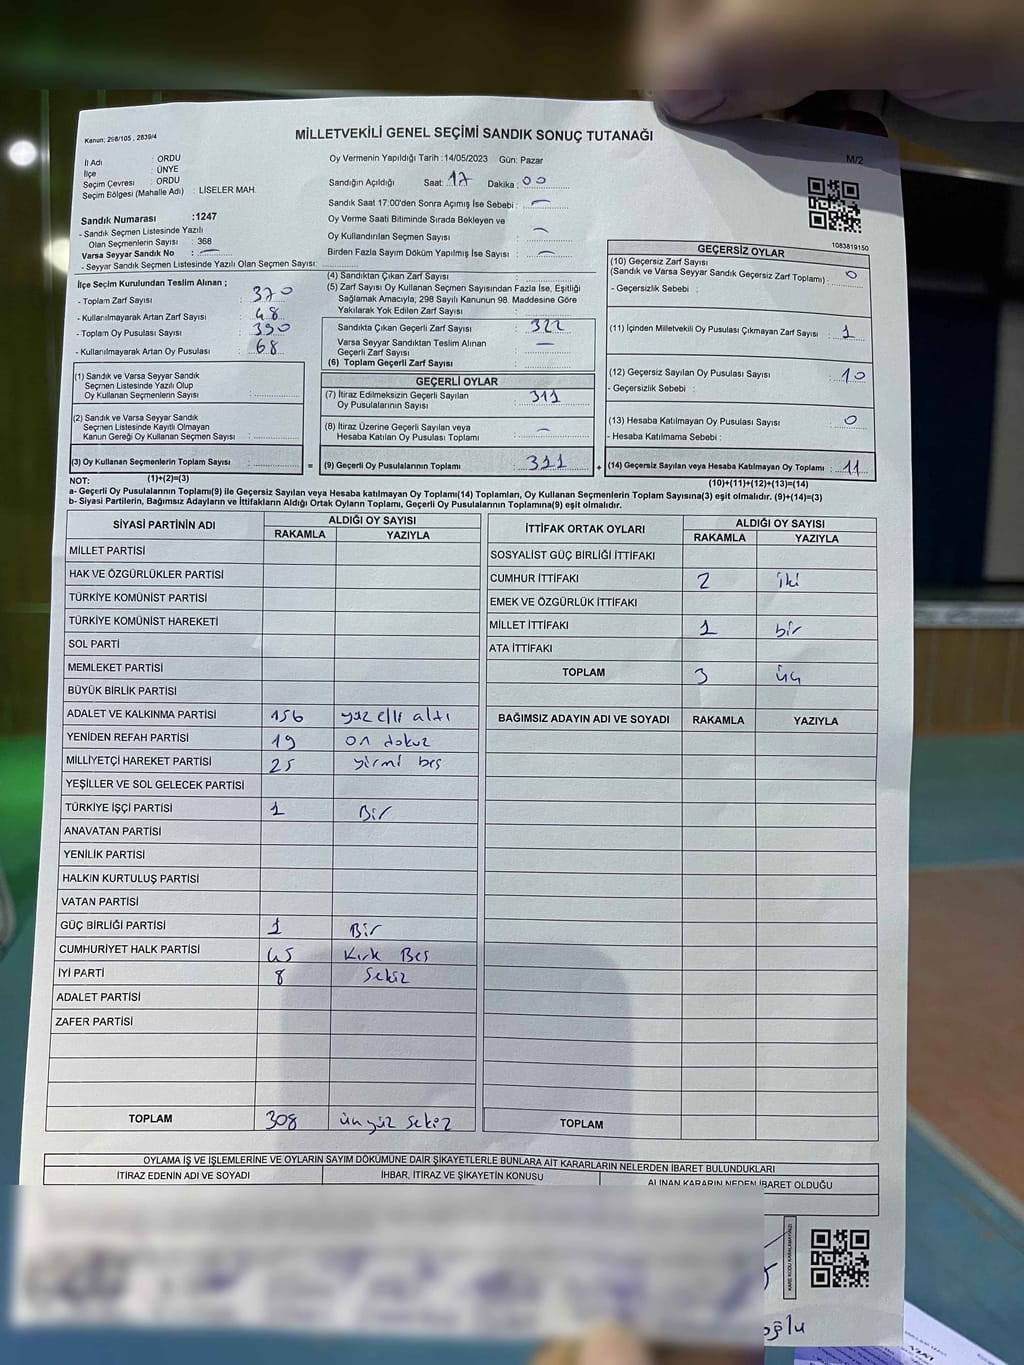 Kanun: 298/105 , 2839/4
MİLLETVEKİLİ GENEL SEÇİMİ SANDIK SONUÇ TUTANAĞI
M/2
İl Adı : ORDU
İlçe : ÜNYE
Seçim Çevresi : ORDU
Seçim Bölgesi (Mahalle Adı) : LİSELER MAH.
Sandık Numarası :1247
- Sandık Seçmen Listesinde Yazılı
Olan Seçmenlerin Sayısı : 368
Varsa Seyyar Sandık No : —
- Seyyar Sandık Seçmen Listesinde Yazılı Olan Seçmen Sayısı:
Oy Vermenin Yapıldığı Tarih :14/05/2023 Gün: Pazar
Sandığın Açıldığı Saat: 17 Dakika : 00
Sandık Saat 17:00'den Sonra Açımış İse Sebebi : —
Oy Verme Saati Bitiminde Sırada Bekleyen ve
Oy Kullandırılan Seçmen Sayısı : —
Birden Fazla Sayım Döküm Yapılmış İse Sayısı : —
1083819150
İlçe Seçim Kurulundan Teslim Alınan ;
- Toplam Zarf Sayısı : 370
- Kullanılmayarak Artan Zarf Sayısı : 48
- Toplam Oy Pusulası Sayısı : 390
- Kullanılmayarak Artan Oy Pusulası : 68
(1) Sandık ve Varsa Seyyar Sandık
Seçmen Listesinde Yazılı Olup
Oy Kullanan Seçmenlerin Sayısı :
(2) Sandık ve Varsa Seyyar Sandık
Seçmen Listesinde Kayıtlı Olmayan
Kanun Gereği Oy Kullanan Seçmen Sayısı :
(3) Oy Kullanan Seçmenlerin Toplam Sayısı :
(1)+(2)=(3)
(4) Sandıktan Çıkan Zarf Sayısı :
(5) Zarf Sayısı Oy Kullanan Seçmen Sayısından Fazla İse, Eşitliği
Sağlamak Amacıyla; 298 Sayılı Kanunun 98. Maddesine Göre
Yakılarak Yok Edilen Zarf Sayısı :
Sandıkta Çıkan Geçerli Zarf Sayısı : 322
Varsa Seyyar Sandıktan Teslim Alınan
Geçerli Zarf Sayısı : —
(6) Toplam Geçerli Zarf Sayısı :
GEÇERLİ OYLAR
(7) İtiraz Edilmeksizin Geçerli Sayılan
Oy Pusulalarının Sayısı : 311
(8) İtiraz Üzerine Geçerli Sayılan veya
Hesaba Katılan Oy Pusulası Toplamı : —
= (9) Geçerli Oy Pusulalarının Toplamı : 311 +
GEÇERSİZ OYLAR
(10) Geçersiz Zarf Sayısı
(Sandık ve Varsa Seyyar Sandık Geçersiz Zarf Toplamı) : 0
- Geçersizlik Sebebi :
(11) İçinden Milletvekili Oy Pusulası Çıkmayan Zarf Sayısı : 1
(12) Geçersiz Sayılan Oy Pusulası Sayısı : 10
- Geçersizlik Sebebi :
(13) Hesaba Katılmayan Oy Pusulası Sayısı : 0
- Hesaba Katılmama Sebebi :
(14) Geçersiz Sayılan veya Hesaba Katılmayan Oy Toplamı : 11
(10)+(11)+(12)+(13)=(14)
NOT:
a- Geçerli Oy Pusulalarının Toplamı(9) ile Geçersiz Sayılan veya Hesaba katılmayan Oy Toplamı(14) Toplamları, Oy Kullanan Seçmenlerin Toplam Sayısına(3) eşit olmalıdır. (9)+(14)=(3)
b- Siyasi Partilerin, Bağımsız Adayların ve İttifakların Aldığı Ortak Oyların Toplamı, Geçerli Oy Pusulalarının Toplamına(9) eşit olmalıdır.
SİYASİ PARTİNİN ADI ALDIĞI OY SAYISI
RAKAMLA YAZIYLA
MİLLET PARTİSİ
HAK VE ÖZGÜRLÜKLER PARTİSİ
TÜRKİYE KOMÜNİST PARTİSİ
TÜRKİYE KOMÜNİST HAREKETİ
SOL PARTİ
MEMLEKET PARTİSİ
BÜYÜK BİRLİK PARTİSİ
ADALET VE KALKINMA PARTİSİ 156 yüz elli altı
YENİDEN REFAH PARTİSİ 19 on dokuz
MİLLİYETÇİ HAREKET PARTİSİ 25 yirmi beş
YEŞİLLER VE SOL GELECEK PARTİSİ
TÜRKİYE İŞÇİ PARTİSİ 1 Bir
ANAVATAN PARTİSİ
YENİLİK PARTİSİ
HALKIN KURTULUŞ PARTİSİ
VATAN PARTİSİ
GÜÇ BİRLİĞİ PARTİSİ 1 Bir
CUMHURİYET HALK PARTİSİ 45 Kırk Beş
İYİ PARTİ 8 Sekiz
ADALET PARTİSİ
ZAFER PARTİSİ
TOPLAM 308 üçyüz sekiz
İTTİFAK ORTAK OYLARI ALDIĞI OY SAYISI
RAKAMLA YAZIYLA
SOSYALİST GÜÇ BİRLİĞİ İTTİFAKI
CUMHUR İTTİFAKI 2 iki
EMEK VE ÖZGÜRLÜK İTTİFAKI
MİLLET İTTİFAKI 1 bir
ATA İTTİFAKI
TOPLAM 3 üç
BAĞIMSIZ ADAYIN ADI VE SOYADI RAKAMLA YAZIYLA
TOPLAM
OYLAMA İŞ VE İŞLEMLERİNE VE OYLARIN SAYIM DÖKÜMÜNE DAİR ŞİKAYETLERLE BUNLARA AİT KARARLARIN NELERDEN İBARET BULUNDUKLARI
İTİRAZ EDENİN ADI VE SOYADI İHBAR, İTİRAZ VE ŞİKAYETİN KONUSU ALINAN KARARIN NEDEN İBARET OLDUĞU
KARE KODU KARALAMAYINIZ
oğlu